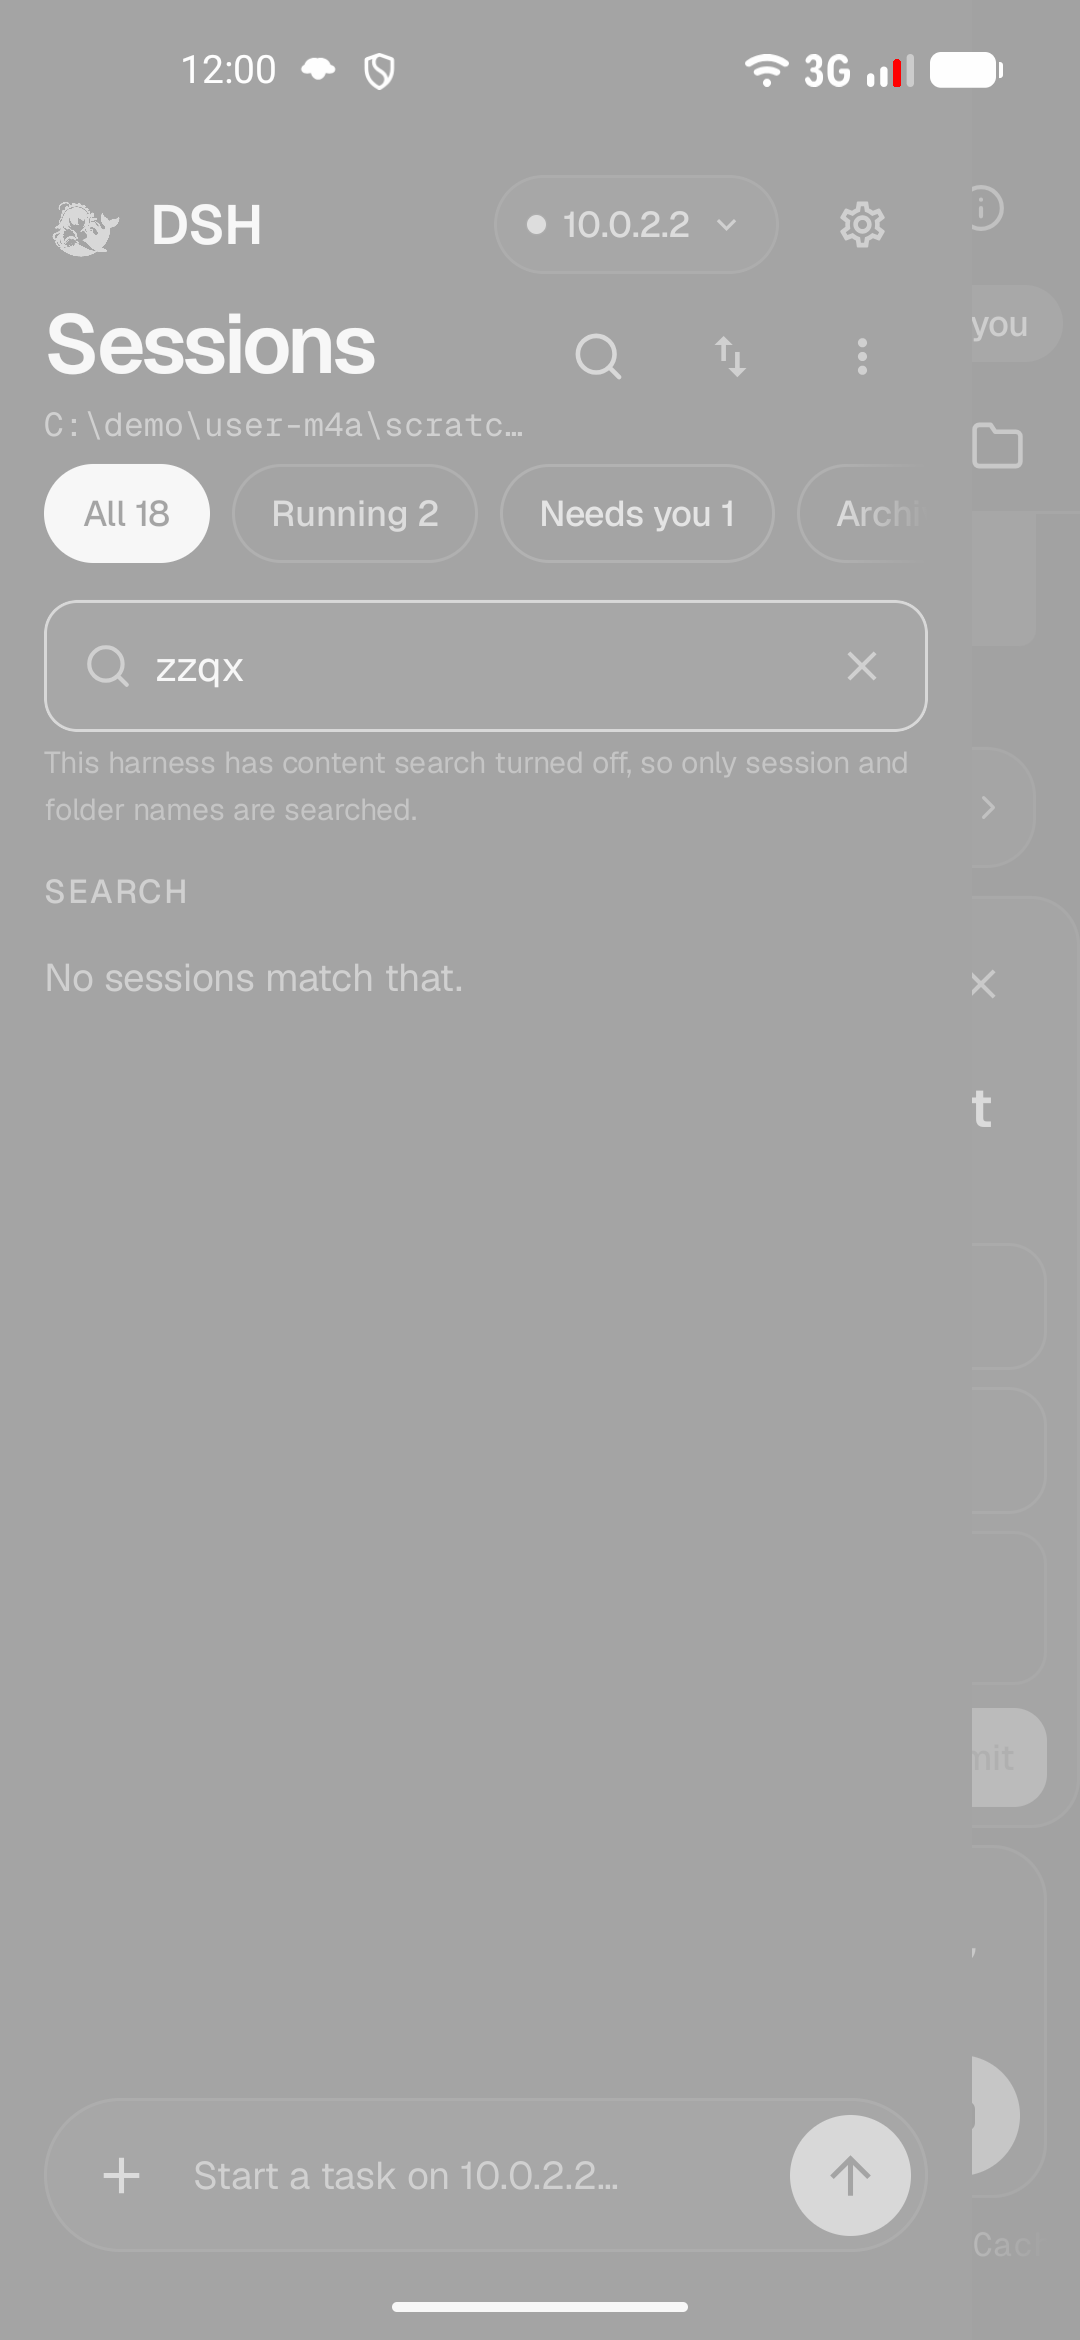 12:00
3G
DSH
10.0.2.2
Sessions
you
C:\demo\user-m4a\scratc…
All 18
Running 2
Needs you 1
Archi
zzqx
This harness has content search turned off, so only session and
folder names are searched.
SEARCH
No sessions match that.
t
mit
Start a task on 10.0.2.2…
Cac